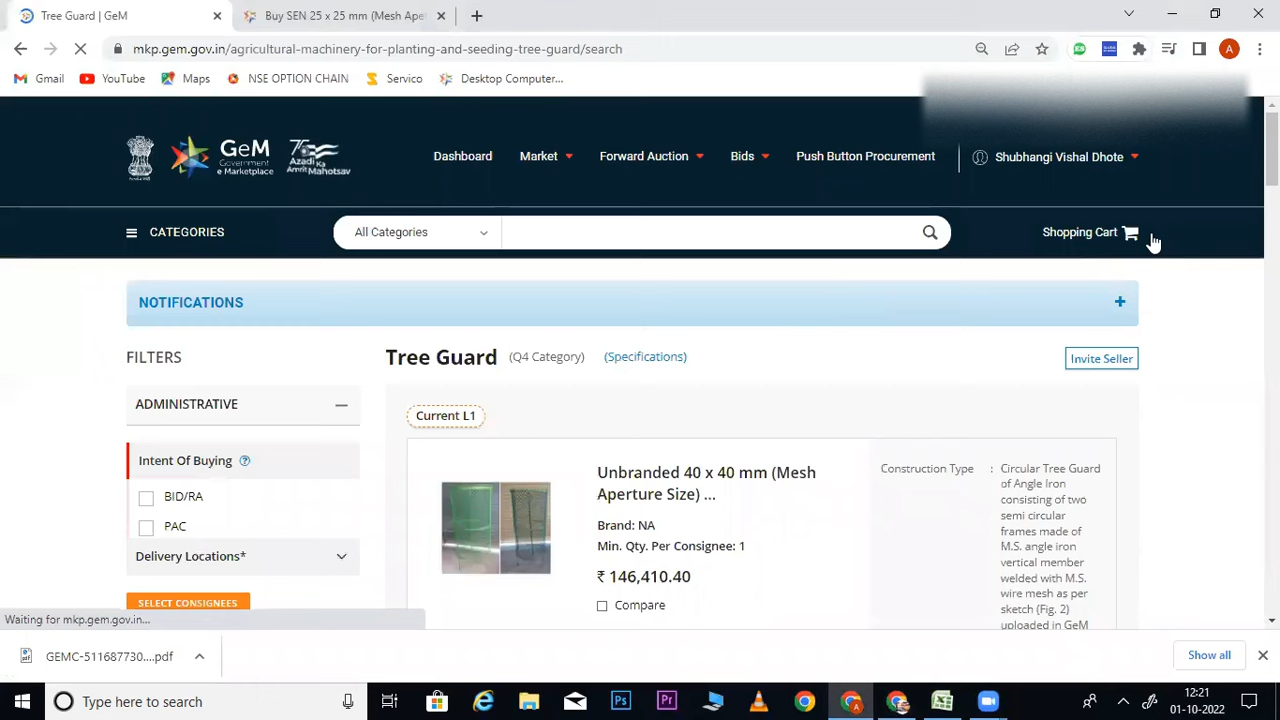 Tree Guard | GeM
Buy SEN 25 x 25 mm (Mesh Aper
mkp.gem.gov.in/agricultural-machinery-for-planting-and-seeding-tree-guard/search
A
Gmail YouTube Maps NSE OPTION CHAIN Servico Desktop Computer...
GeM
Government
e Marketplace
75
Azadi Ka
Amrit Mahotsav
Dashboard Market Forward Auction Bids Push Button Procurement Shubhangi Vishal Dhote
CATEGORIES All Categories Shopping Cart
NOTIFICATIONS +
FILTERS
Tree Guard (Q4 Category) (Specifications) Invite Seller
ADMINISTRATIVE
Current L1
Intent Of Buying ?
BID/RA
PAC
Delivery Locations*
SELECT CONSIGNEES
Unbranded 40 x 40 mm (Mesh
Aperture Size) ...
Brand: NA
Min. Qty. Per Consignee: 1
₹ 146,410.40
Compare
Construction Type : Circular Tree Guard
of Angle Iron
consisting of two
semi circular
frames made of
M.S. angle iron
vertical member
welded with M.S.
wire mesh as per
sketch (Fig. 2)
uploaded in GeM
Waiting for mkp.gem.gov.in...
GEMC-511687730....pdf Show all
Type here to search
Ps
Pr
12:21
01-10-2022